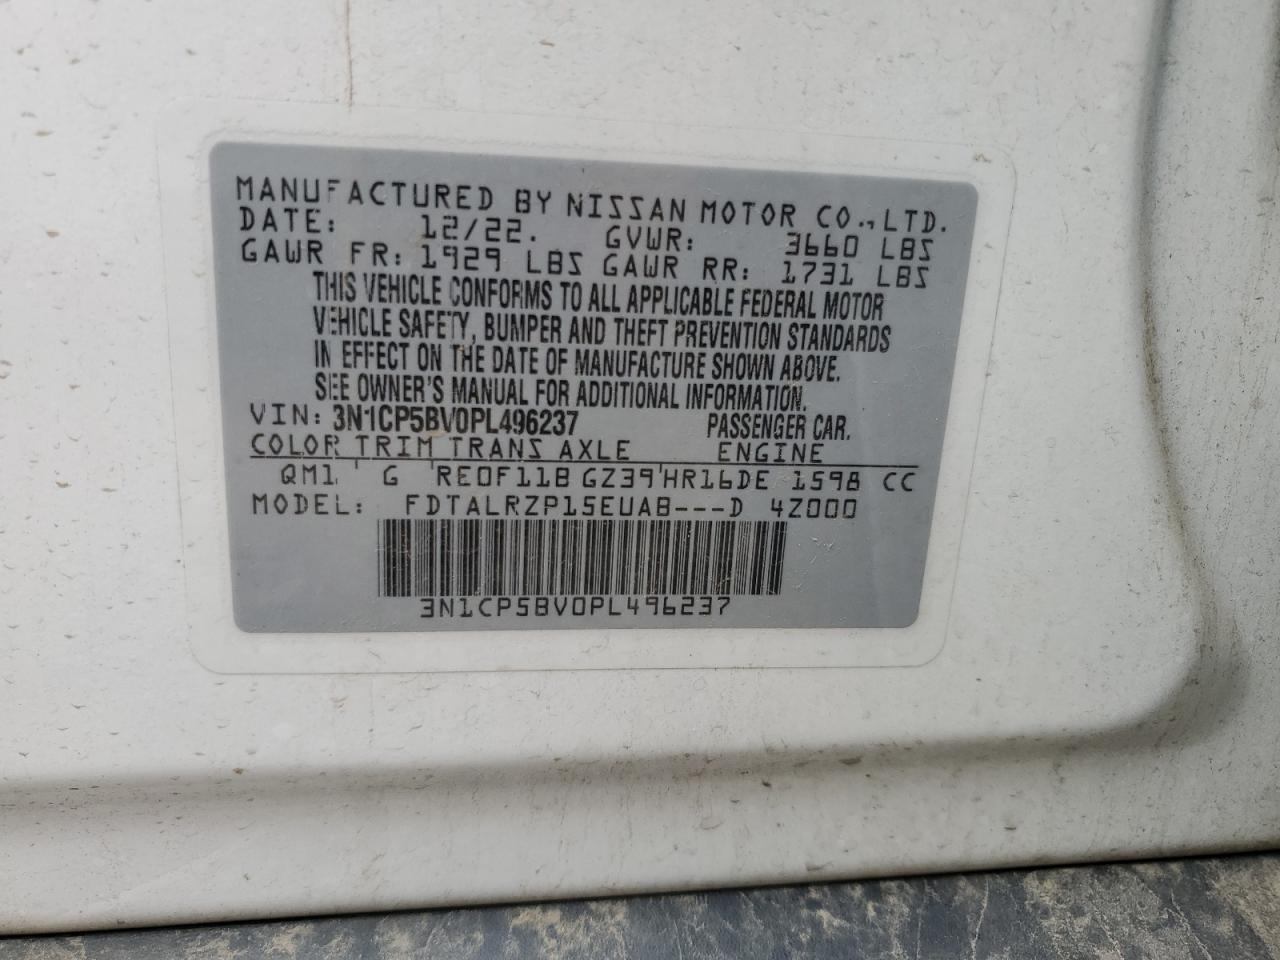 MANUFACTURED BY NISSAN MOTOR CO.,LTD.
DATE: 12/22. GVWR: 3660 LBS
GAWR FR: 1929 LBS GAWR RR: 1731 LBS
THIS VEHICLE CONFORMS TO ALL APPLICABLE FEDERAL MOTOR
VEHICLE SAFETY, BUMPER AND THEFT PREVENTION STANDARDS
IN EFFECT ON THE DATE OF MANUFACTURE SHOWN ABOVE.
SEE OWNER'S MANUAL FOR ADDITIONAL INFORMATION.
VIN: 3N1CP5BV0PL496237 PASSENGER CAR.
COLOR TRIM TRANS AXLE ENGINE
QM1 G RE0F11B GZ39 HR16DE 1598 CC
MODEL: FDTALRZP15EUAB---D 4Z000
3N1CP5BV0PL496237